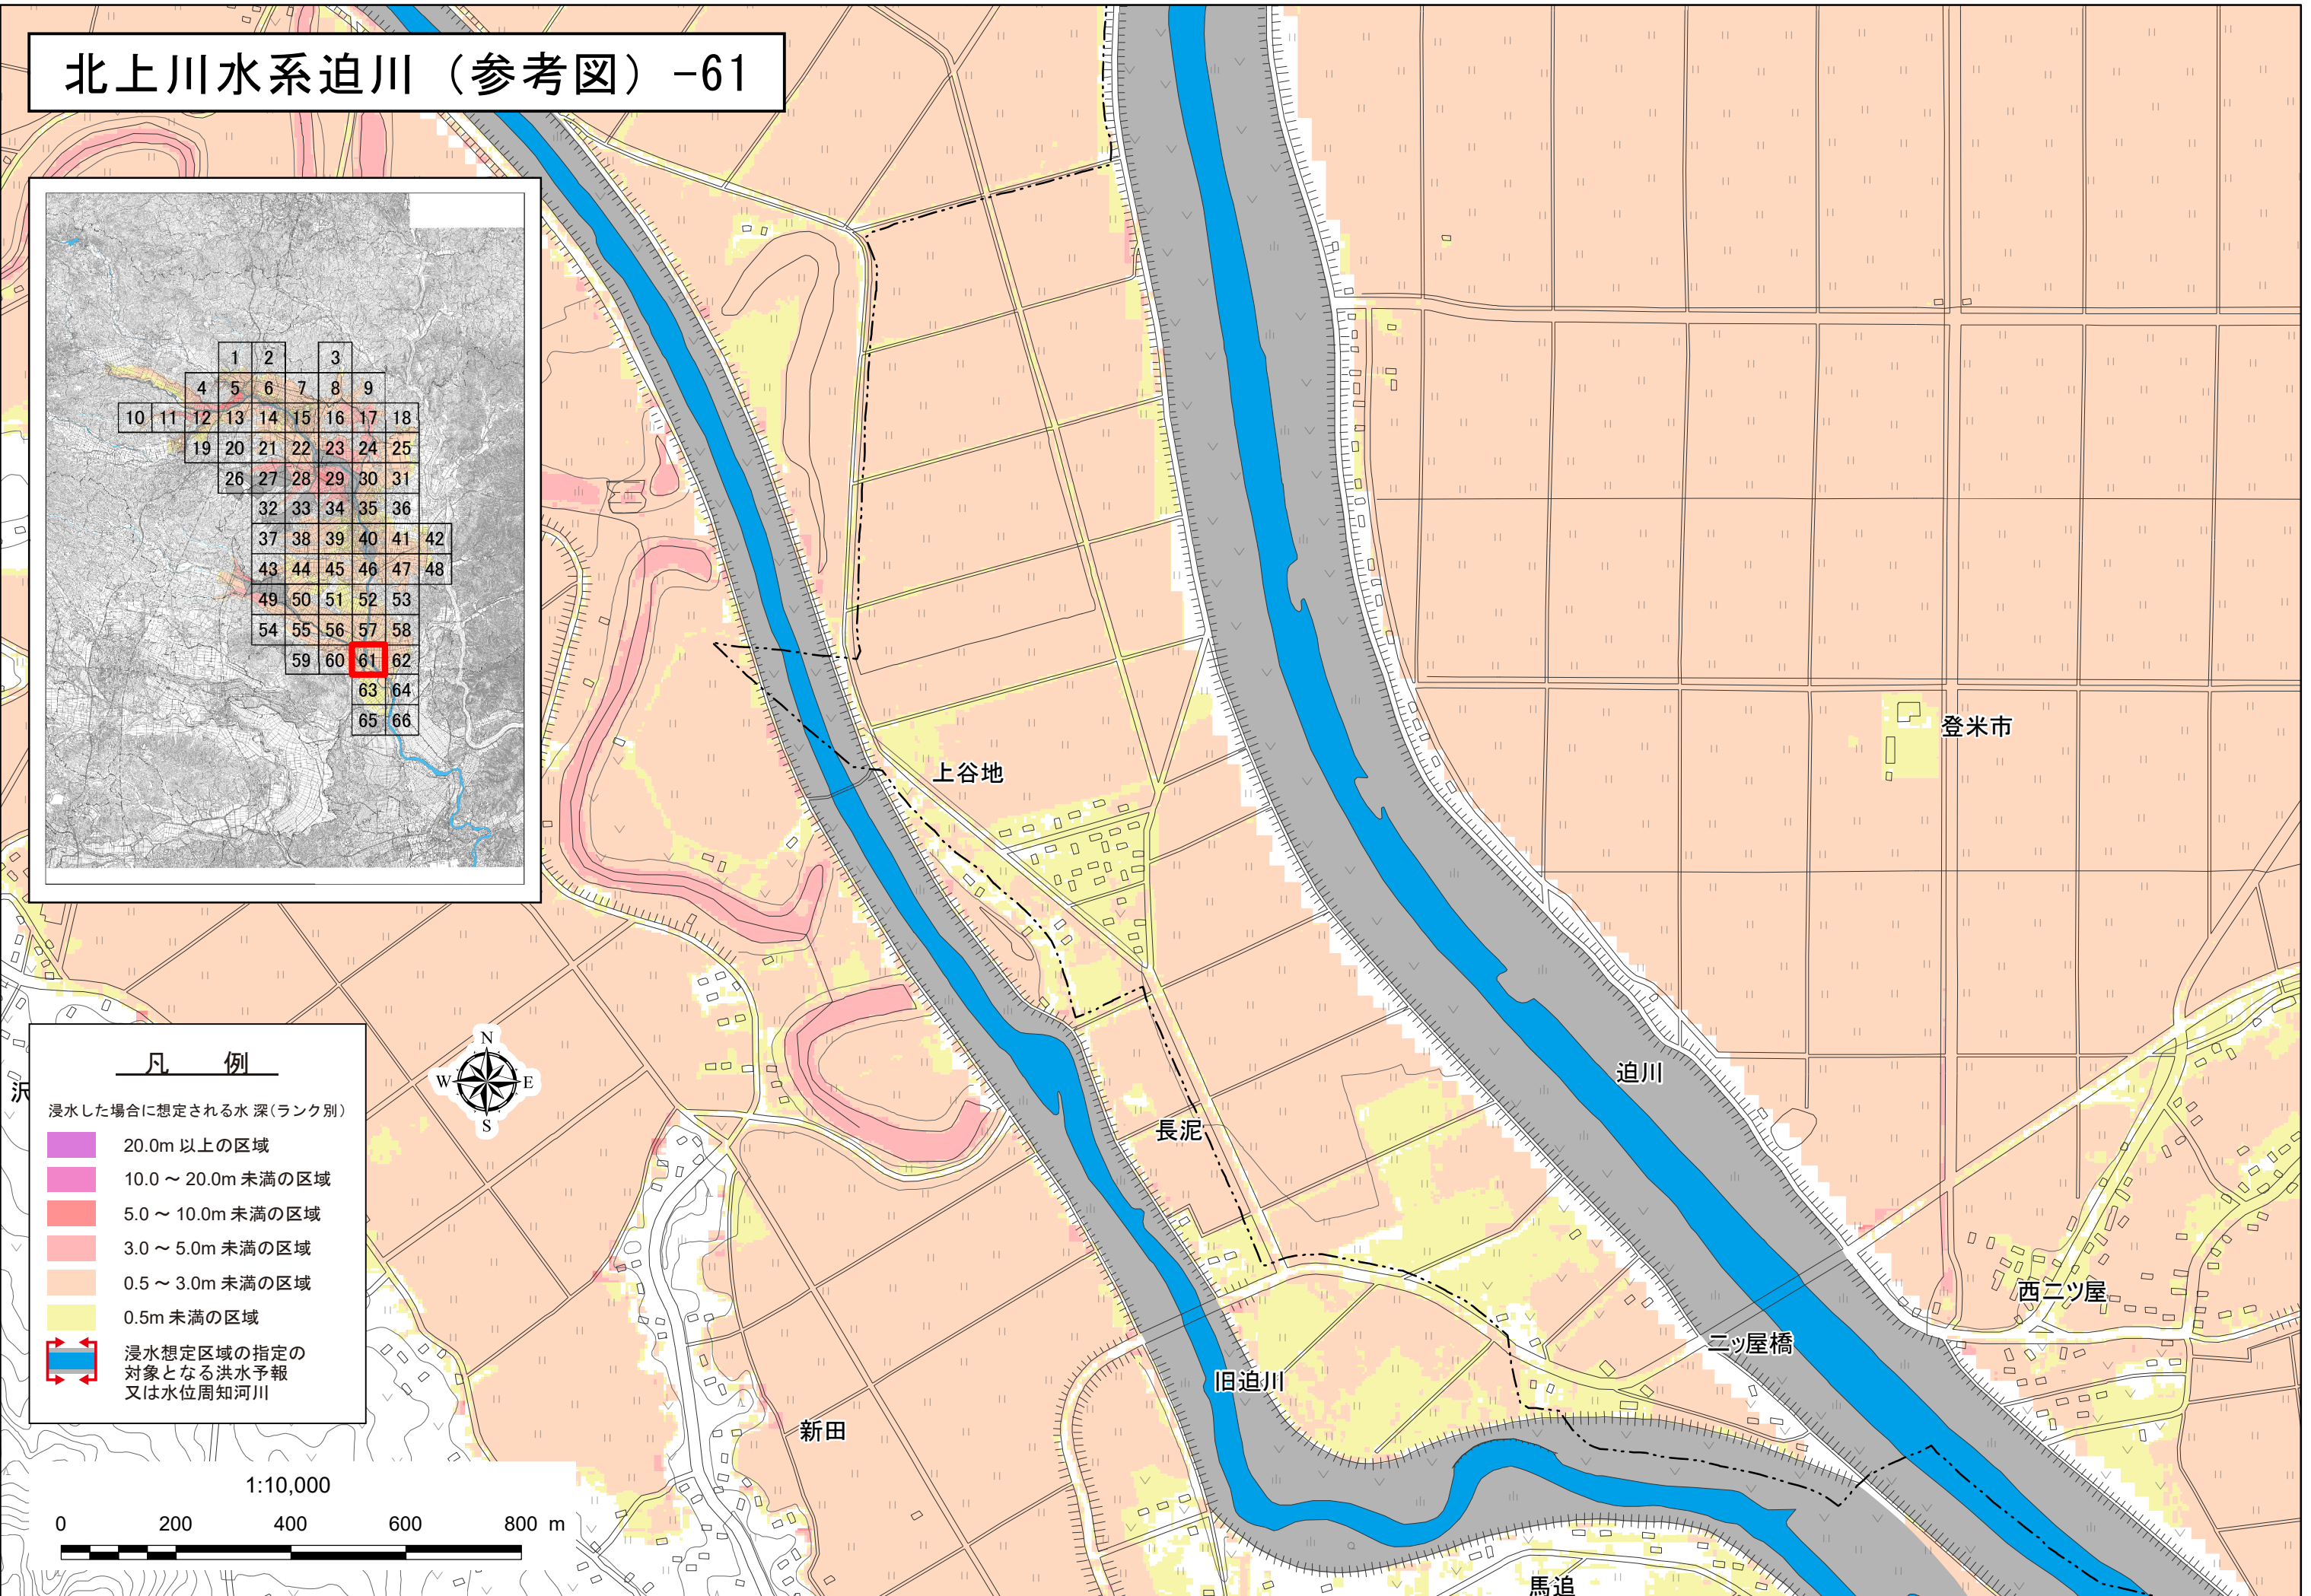 北上川水系迫川（参考図）-61
1 2 3
4 5 6 7 8 9
10 11 12 13 14 15 16 17 18
19 20 21 22 23 24 25
26 27 28 29 30 31
32 33 34 35 36
37 38 39 40 41 42
43 44 45 46 47 48
49 50 51 52 53
54 55 56 57 58
59 60 61 62
63 64
65 66
登米市
上谷地
迫川
長泥
西二ツ屋
二ッ屋橋
旧迫川
新田
馬追
沢
N
W E
S
凡 例
浸水した場合に想定される水深（ランク別）
20.0m 以上の区域
10.0 ～ 20.0m 未満の区域
5.0 ～ 10.0m 未満の区域
3.0 ～ 5.0m 未満の区域
0.5 ～ 3.0m 未満の区域
0.5m 未満の区域
浸水想定区域の指定の
対象となる洪水予報
又は水位周知河川
1:10,000
0 200 400 600 800 m